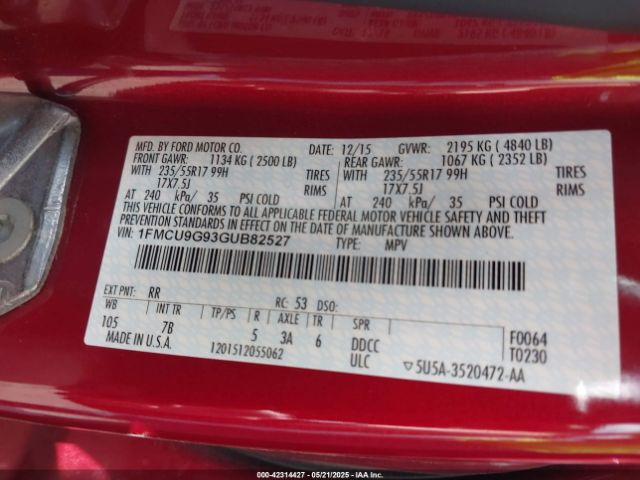 MFD. BY FORD MOTOR CO. DATE: 12/15 GVWR: 2195 KG ( 4840 LB)
FRONT GAWR: 1134 KG ( 2500 LB) REAR GAWR: 1067 KG ( 2352 LB)
WITH 235/55R17 99H TIRES WITH 235/55R17 99H TIRES
17X7.5J RIMS 17X7.5J RIMS
AT 240 kPa/ 35 PSI COLD AT 240 kPa/ 35 PSI COLD
THIS VEHICLE CONFORMS TO ALL APPLICABLE FEDERAL MOTOR VEHICLE SAFETY AND THEFT
PREVENTION STANDARDS IN EFFECT ON THE DATE OF MANUFACTURE SHOWN ABOVE.
VIN: 1FMCU9G93GUB82527 TYPE: MPV
EXT PNT: RR RC: 53 DSO:
WB INT TR TP/PS R AXLE TR SPR
105 7B 5 3A 6 DDCC F0064
MADE IN U.S.A. 1201512055062 ULC T0230
▽5U5A-3520472-AA
000-42314427 - 05/21/2025 - IAA Inc.